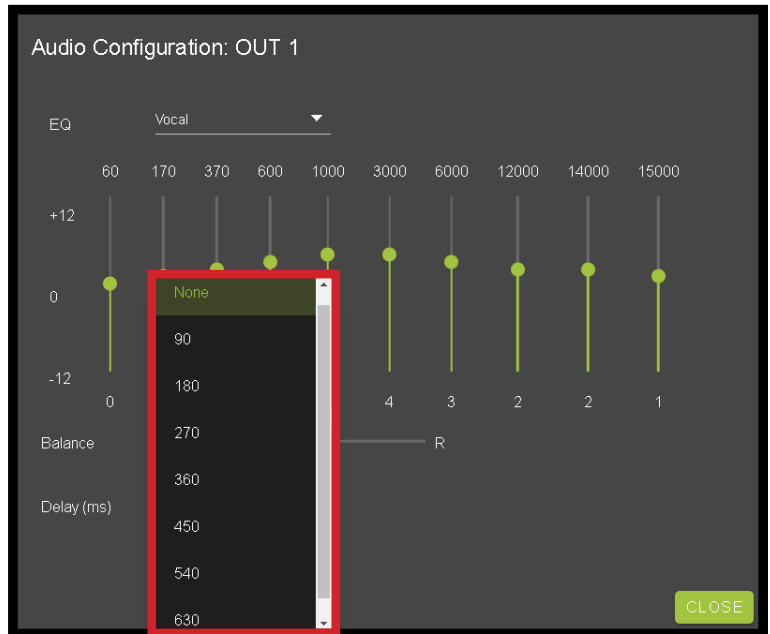 Audio Configuration: OUT 1
EQ Vocal
60 170 370 600 1000 3000 6000 12000 14000 15000
+12
0
-12
0 4 3 2 2 1
None
90
180
270
360
450
540
630
Balance R
Delay (ms)
CLOSE